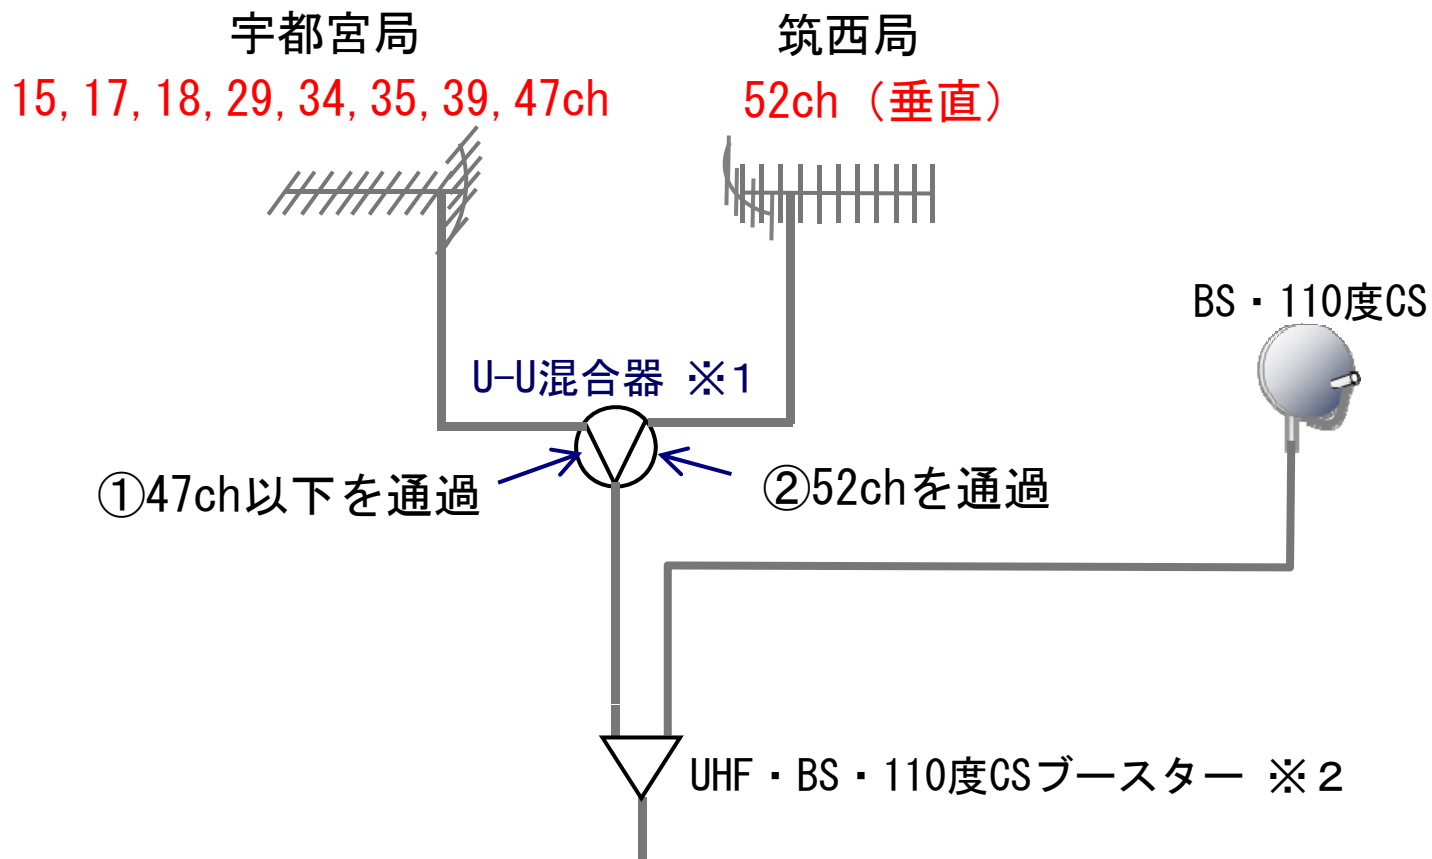 宇都宮局
筑西局
15,17,18,29,34,35,39,47ch
52ch（垂直）
BS・110度CS
U-U混合器 ※1
①47ch以下を通過
②52chを通過
UHF・BS・110度CSブースター ※２